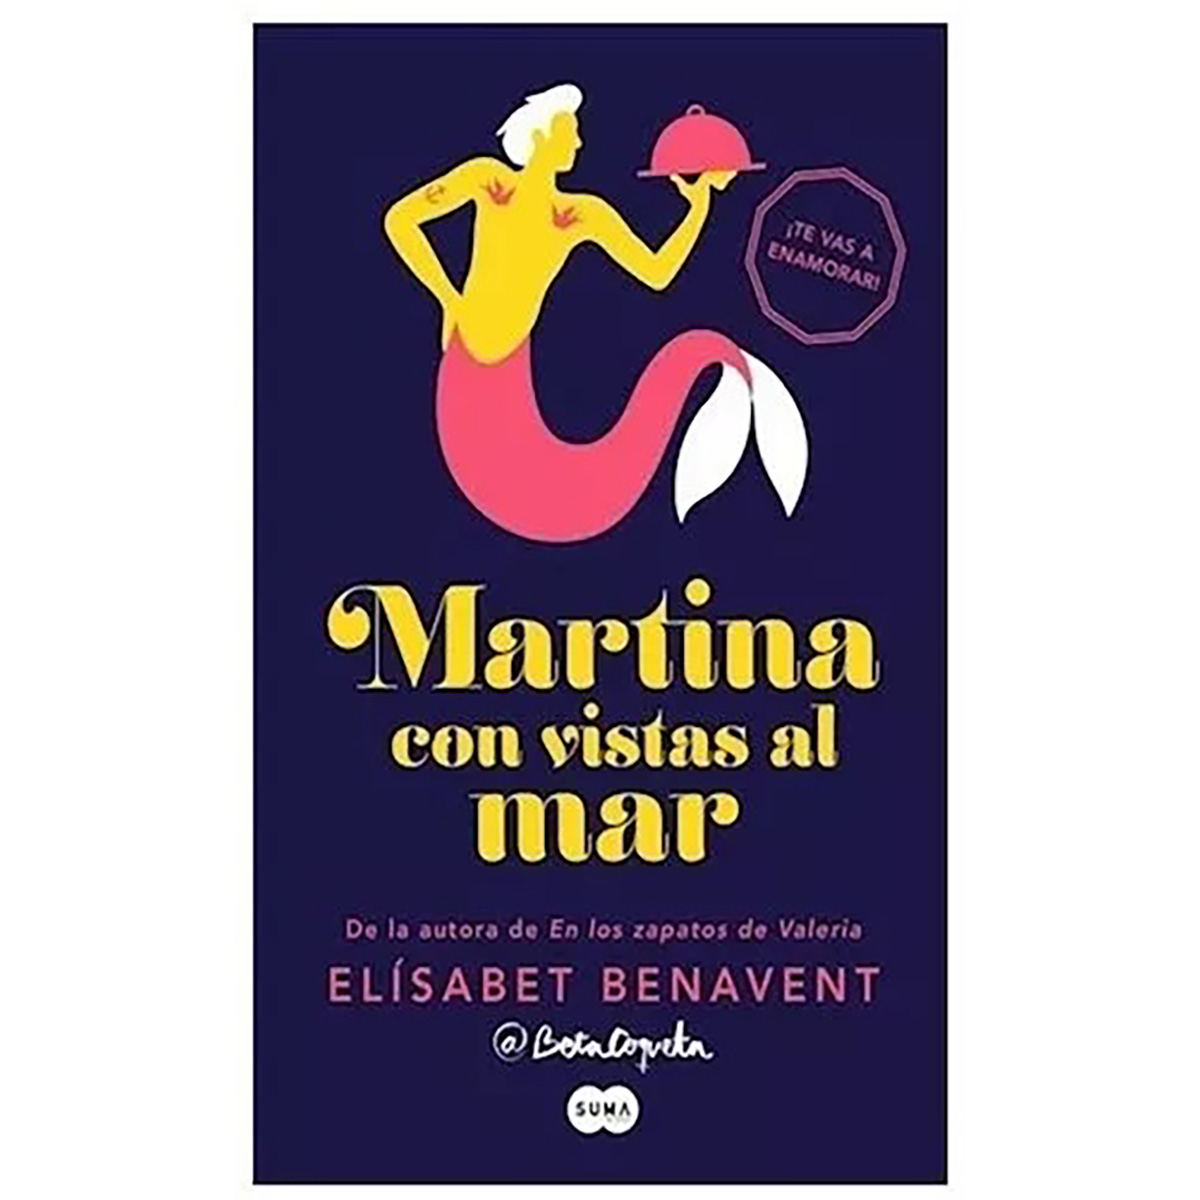 ¡TE VAS A
ENAMORAR!
Martina
con vistas al
mar
De la autora de En los zapatos de Valeria
ELÍSABET BENAVENT
@BetaCoqueta
SUMA